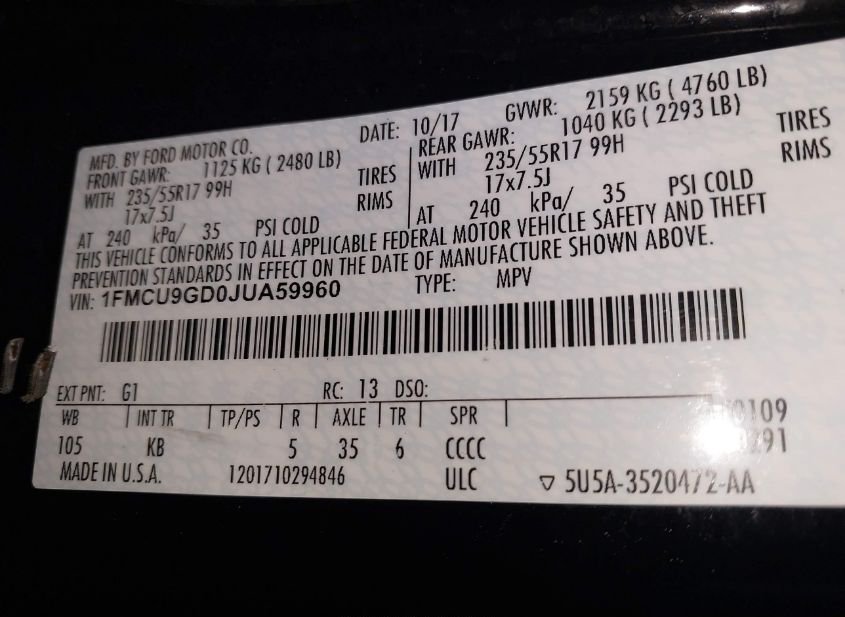 MFD. BY FORD MOTOR CO. DATE: 10/17 GVWR: 2159 KG ( 4760 LB)
FRONT GAWR: 1125 KG ( 2480 LB) REAR GAWR: 1040 KG ( 2293 LB)
WITH 235/55R17 99H TIRES WITH 235/55R17 99H TIRES
17x7.5J RIMS 17x7.5J RIMS
AT 240 kPa/ 35 PSI COLD AT 240 kPa/ 35 PSI COLD
THIS VEHICLE CONFORMS TO ALL APPLICABLE FEDERAL MOTOR VEHICLE SAFETY AND THEFT
PREVENTION STANDARDS IN EFFECT ON THE DATE OF MANUFACTURE SHOWN ABOVE.
VIN: 1FMCU9GD0JUA59960 TYPE: MPV
EXT PNT: G1 RC: 13 DSO:
WB | INT TR | TP/PS | R | AXLE | TR | SPR |
105 KB 5 35 6 CCCC
MADE IN U.S.A. 1201710294846 ULC ▽ 5U5A-3520472-AA